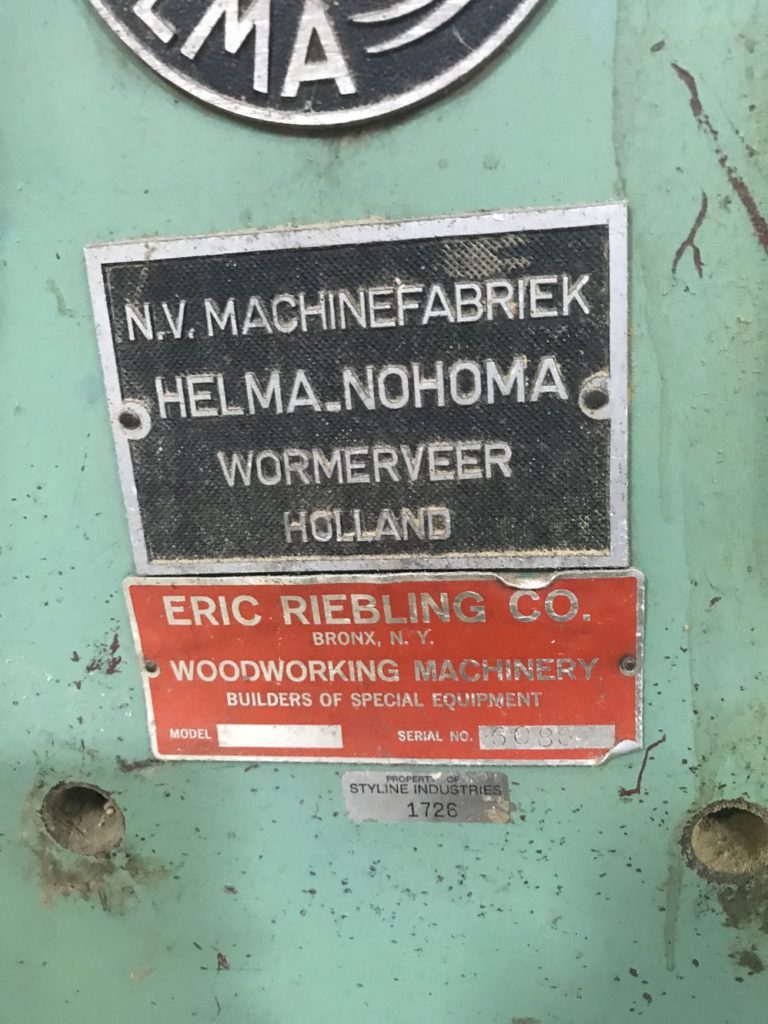 N.V. MACHINEFABRIEK
HELMA-NOHOMA
WORMERVEER
HOLLAND
ERIC RIEBLING CO.
BRONX, N.Y.
WOODWORKING MACHINERY
BUILDERS OF SPECIAL EQUIPMENT
MODEL
SERIAL NO.
PROPERTY OF
STYLINE INDUSTRIES
1726